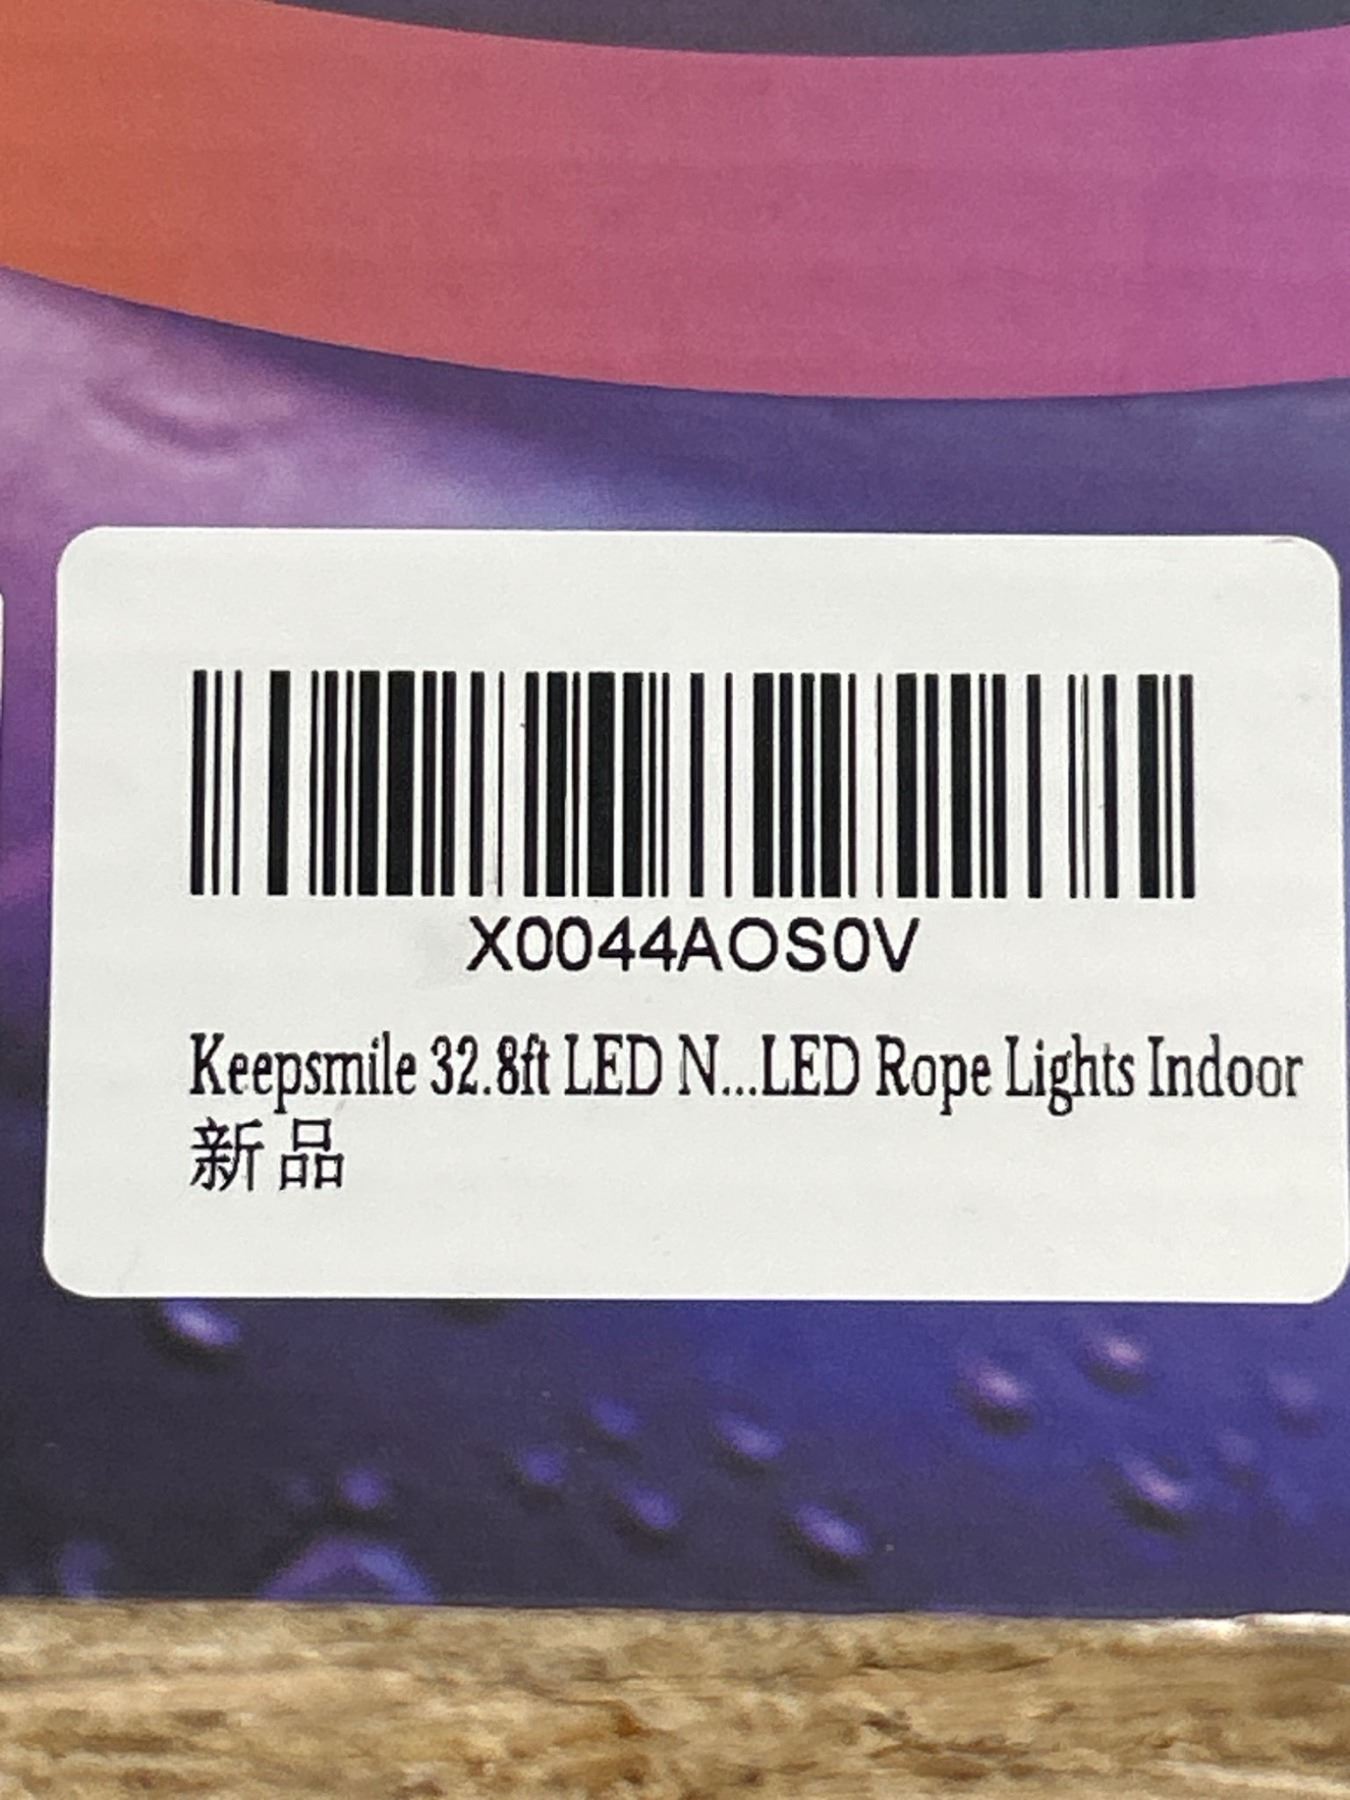 X0044AOS0V
Keepsmile 32.8ft LED N...LED Rope Lights Indoor
新品